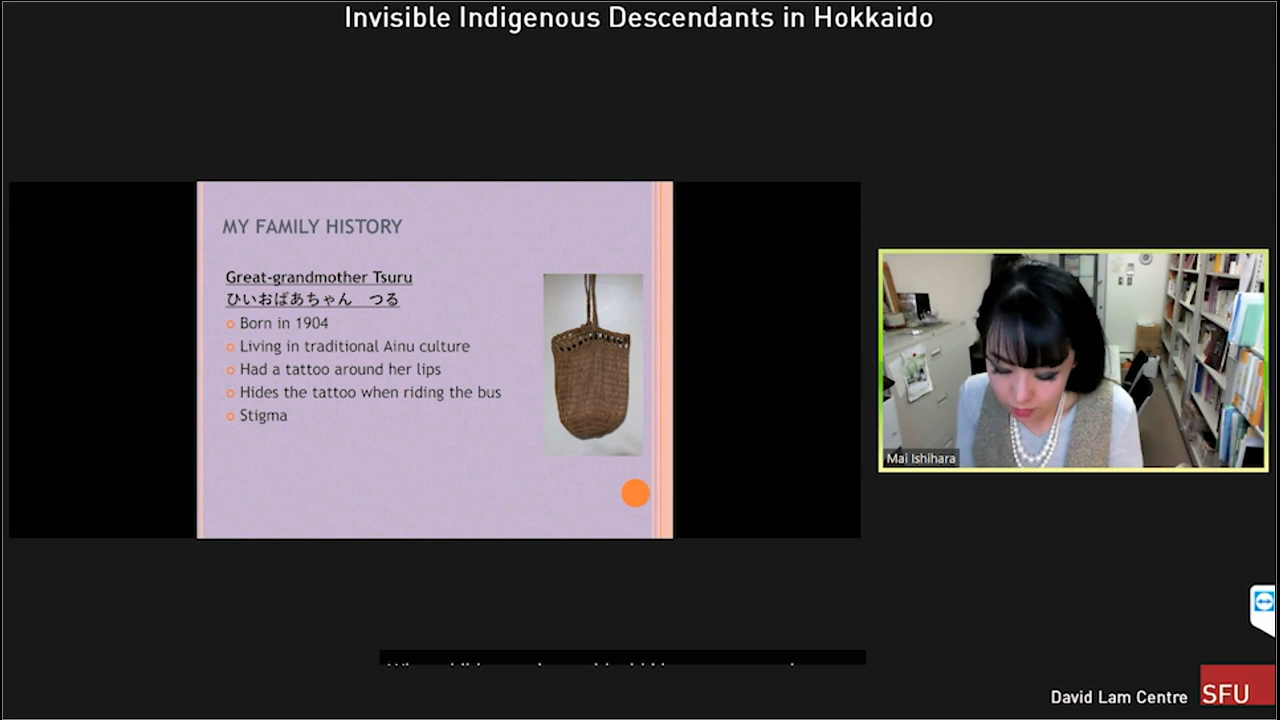 Invisible Indigenous Descendants in Hokkaido
MY FAMILY HISTORY
Great-grandmother Tsuru
ひいおばあちゃん　つる
Born in 1904
Living in traditional Ainu culture
Had a tattoo around her lips
Hides the tattoo when riding the bus
Stigma
Mai Ishihara
David Lam Centre
SFU